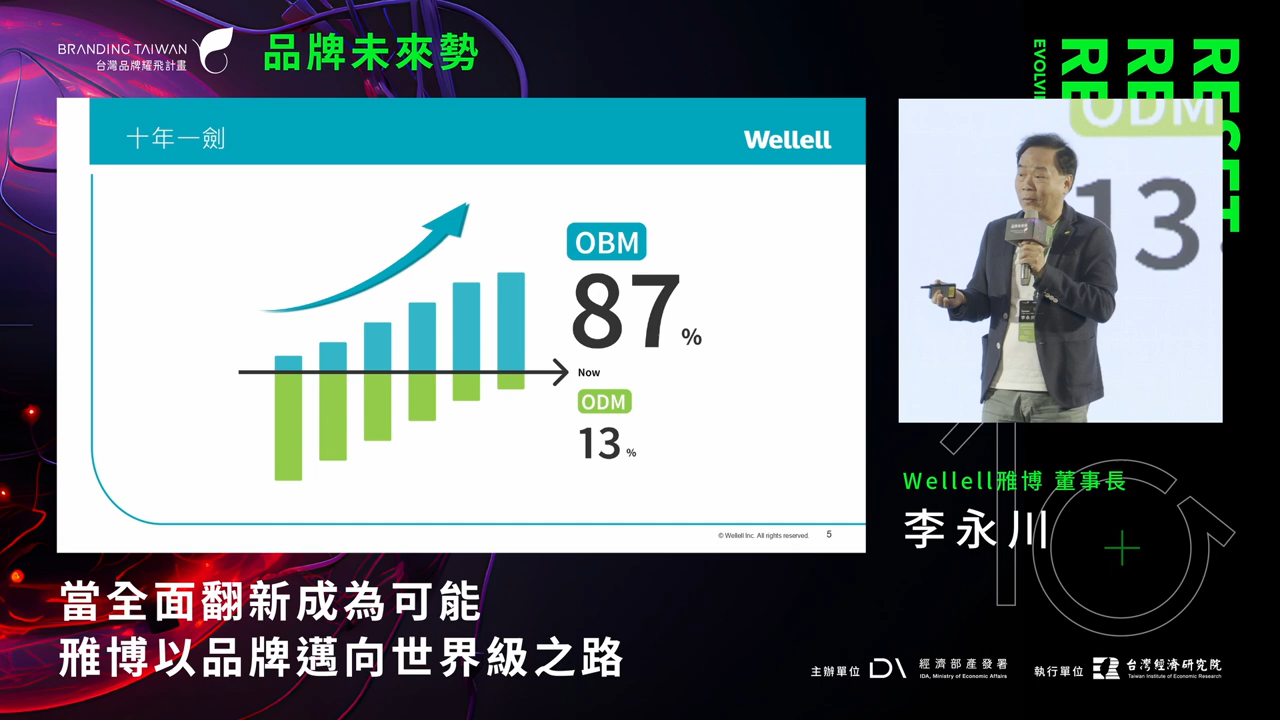 BRANDING TAIWAN
台灣品牌耀飛計畫
品牌未來勢
十年一劍
Wellell
OBM
87%
Now
ODM
13%
© Wellell Inc. All rights reserved.
5
ODM
13
RESET
RE
RE
Wellell雅博 董事長
李永川
當全面翻新成為可能
雅博以品牌邁向世界級之路
主辦單位
經濟部產發署
IDA, Ministry of Economic Affairs
執行單位
台灣經濟研究院
Taiwan Institute of Economic Research